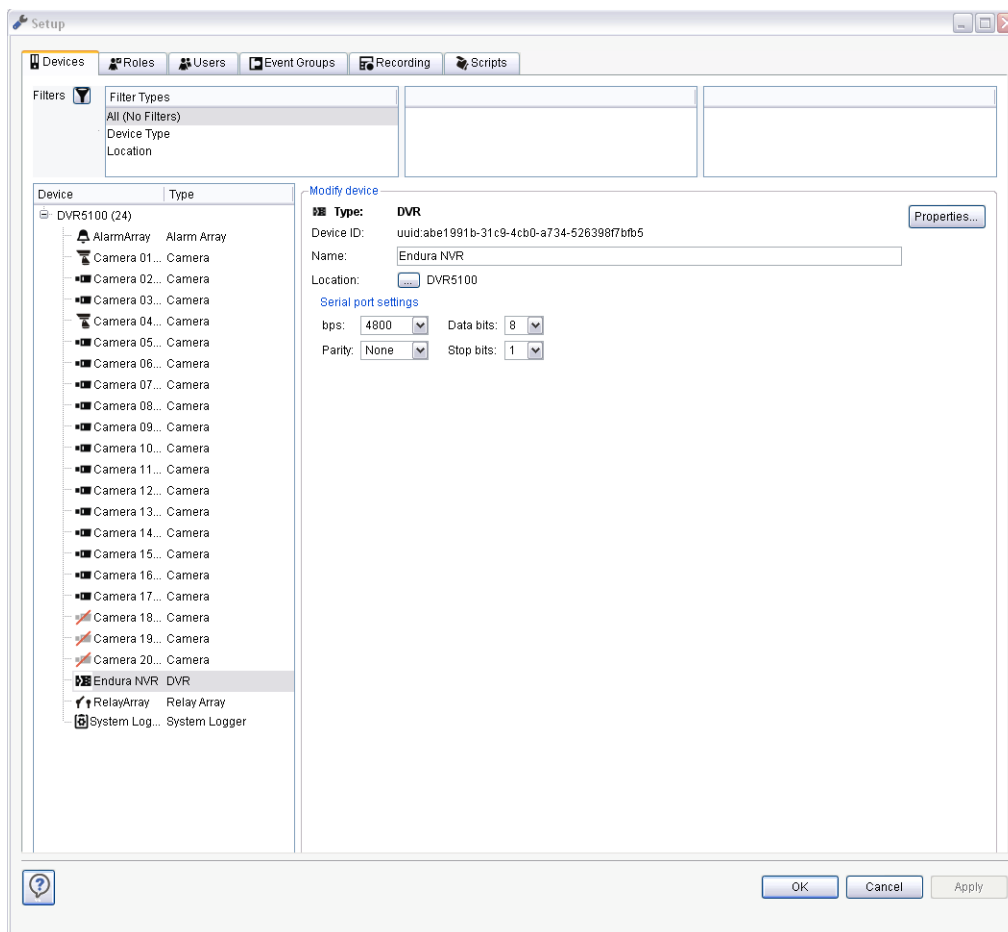 Setup
Devices Roles Users Event Groups Recording Scripts
Filters
Filter Types
All (No Filters)
Device Type
Location
Device Type
DVR5100 (24)
AlarmArray Alarm Array
Camera 01... Camera
Camera 02... Camera
Camera 03... Camera
Camera 04... Camera
Camera 05... Camera
Camera 06... Camera
Camera 07... Camera
Camera 08... Camera
Camera 09... Camera
Camera 10... Camera
Camera 11... Camera
Camera 12... Camera
Camera 13... Camera
Camera 14... Camera
Camera 15... Camera
Camera 16... Camera
Camera 17... Camera
Camera 18... Camera
Camera 19... Camera
Camera 20... Camera
Endura NVR DVR
RelayArray Relay Array
System Log... System Logger
Modify device
Type: DVR
Properties...
Device ID: uuid:abe1991b-31c9-4cb0-a734-526398f7bfb5
Name: Endura NVR
Location: ... DVR5100
Serial port settings
bps: 4800 Data bits: 8
Parity: None Stop bits: 1
?
OK Cancel Apply